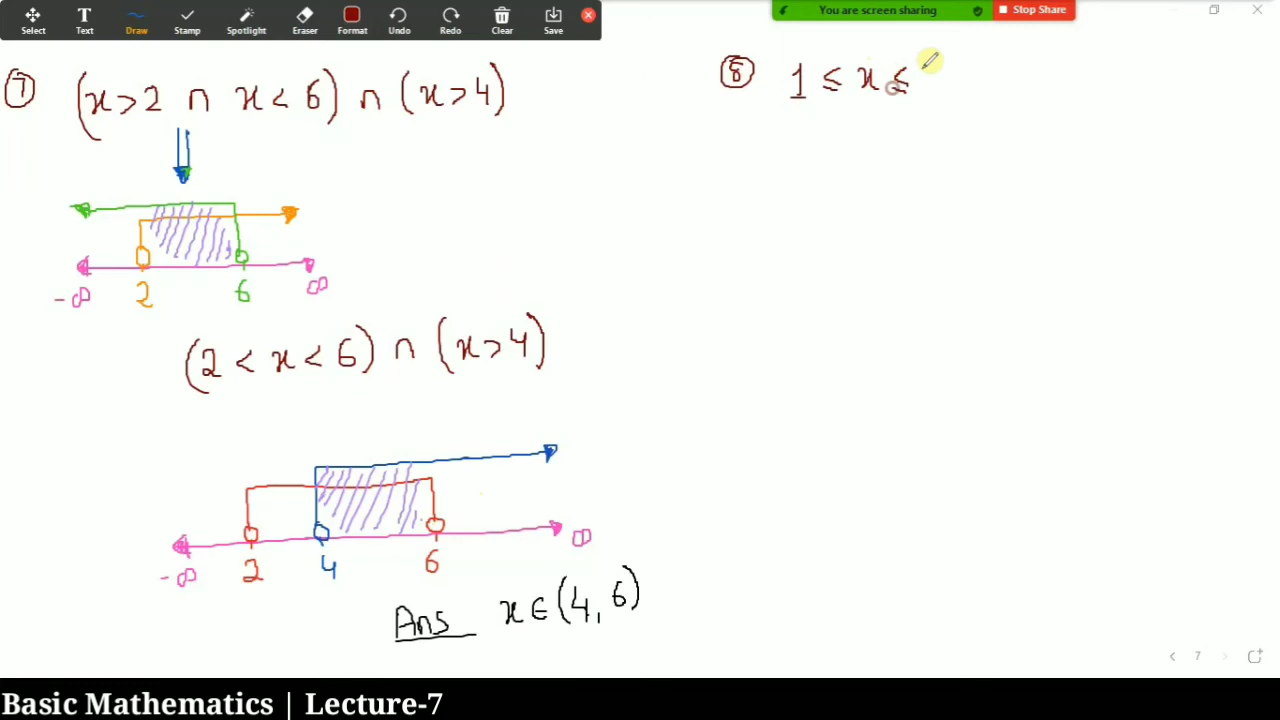 Select Text Draw Stamp Spotlight Eraser Format Undo Redo Clear Save
You are screen sharing Stop Share
⑦ (x>2 ∩ x<6) ∩ (x>4)
-∞ 2 6 ∞
(2 < x < 6) ∩ (x>4)
-∞ 2 4 6 ∞
Ans x∈(4, 6)
⑧ 1 ≤ x ≤
7
Basic Mathematics | Lecture-7